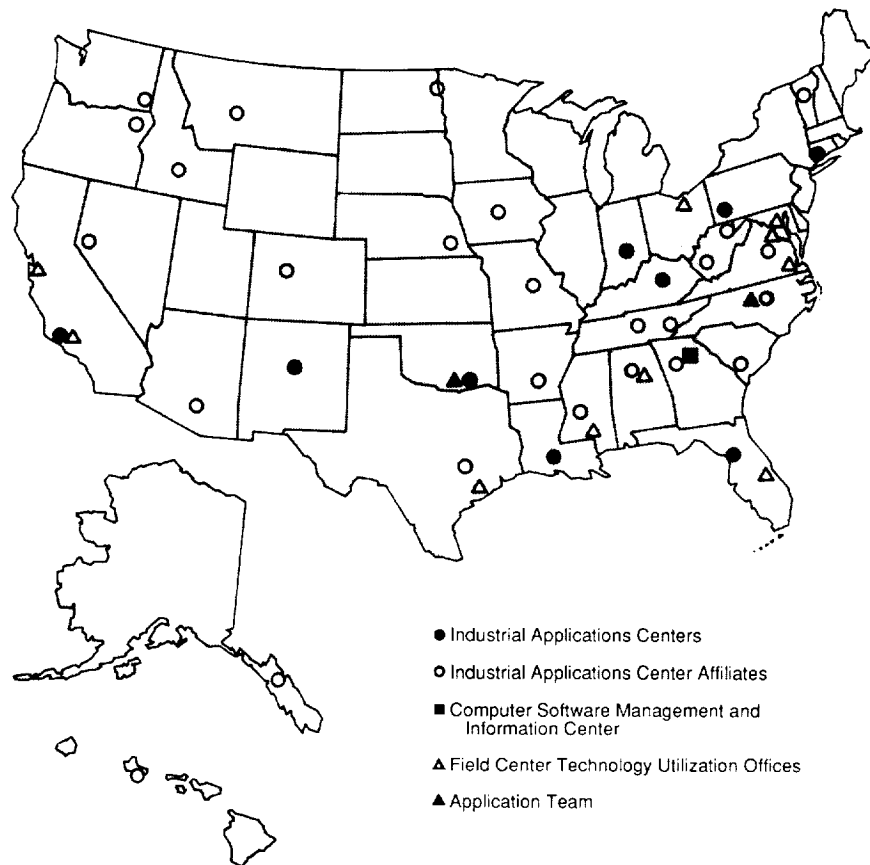 Industrial Applications Centers
Industrial Applications Center Affiliates
Computer Software Management and
Information Center
Field Center Technology Utilization Offices
Application Team